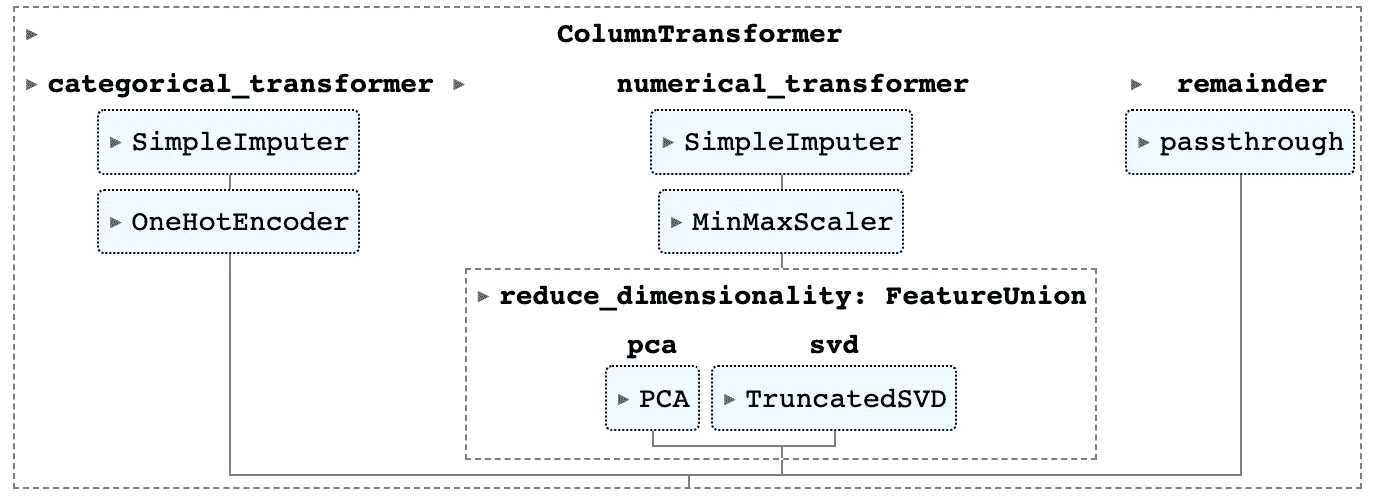 ColumnTransformer
categorical_transformer numerical_transformer remainder
SimpleImputer SimpleImputer passthrough
OneHotEncoder MinMaxScaler
reduce_dimensionality: FeatureUnion
pca svd
PCA TruncatedSVD